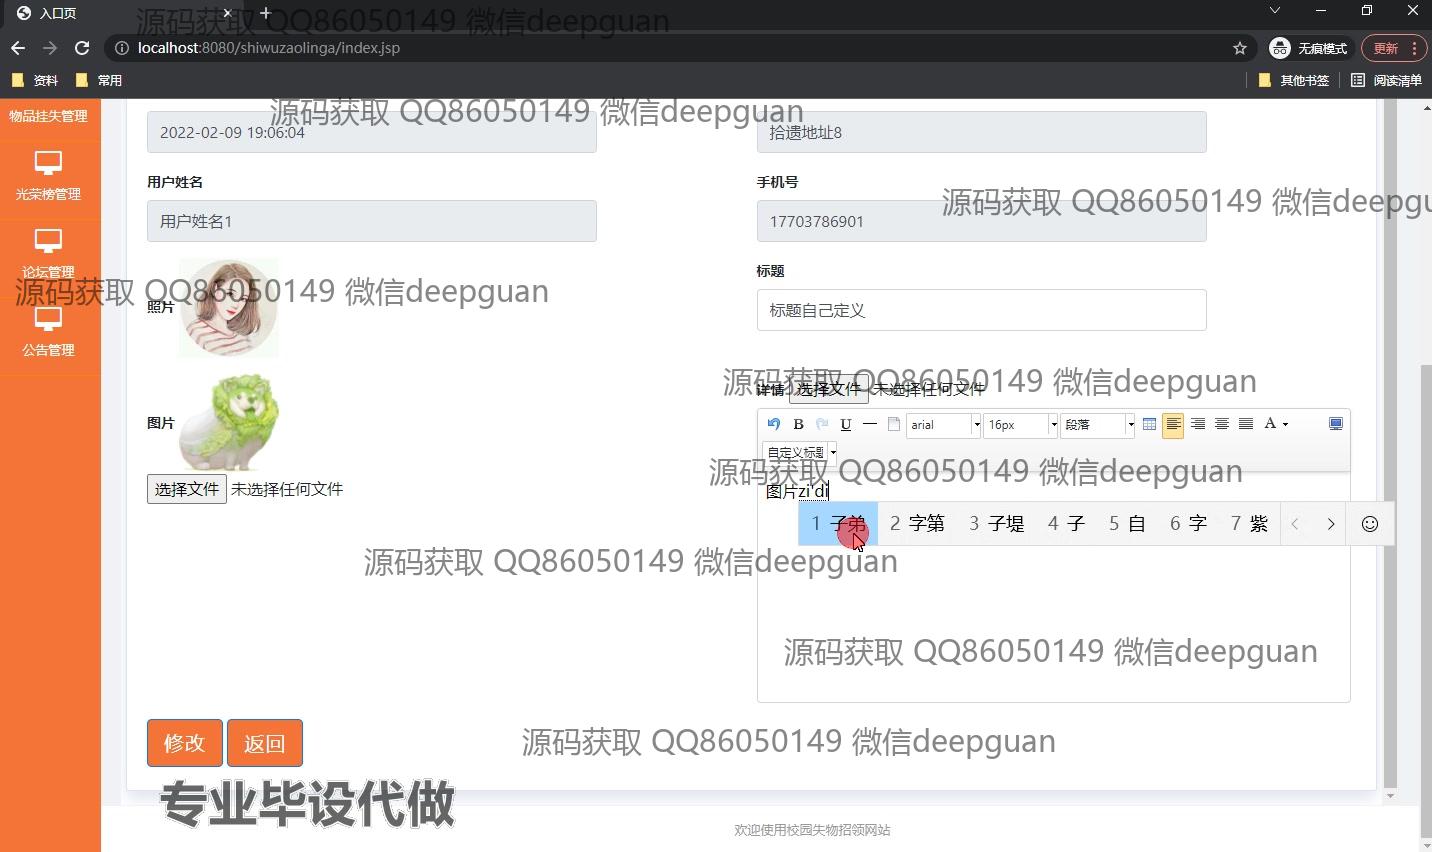 入口页
源码获取 QQ86050149 微信deepguan
localhost:8080/shiwuzaolinga/index.jsp
无痕模式
更新
资料
常用
其他书签
阅读清单
物品挂失管理
源码获取 QQ86050149 微信deepguan
2022-02-09 19:06:04
拾遗地址8
光荣榜管理
用户姓名
手机号
源码获取 QQ86050149 微信deepgu
用户姓名1
17703786901
论坛管理
标题
源码获取 QQ86050149 微信deepguan
照片
标题自己定义
公告管理
源码获取 QQ86050149 微信deepguan
详情 选择文件 未选择任何文件
图片
B U arial 16px 段落 A
自定义标题
源码获取 QQ86050149 微信deepguan
选择文件 未选择任何文件
图片zi'di
1 子弟 2 字第 3 子堤 4 子 5 自 6 字 7 紫
源码获取 QQ86050149 微信deepguan
源码获取 QQ86050149 微信deepguan
修改
返回
源码获取 QQ86050149 微信deepguan
专业毕设代做
欢迎使用校园失物招领网站